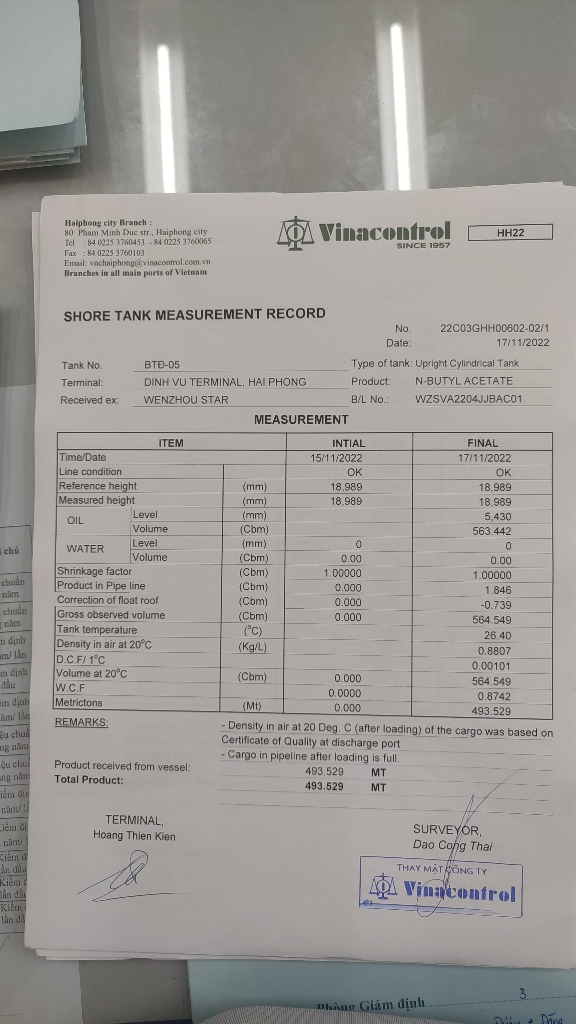 Haiphong city Branch :
80 Pham Minh Duc str., Haiphong city
Tel : 84 0225 3760453 - 84 0225 3760065
Fax : 84 0225 3760103
Email: vnchaiphong@vinacontrol.com.vn
Branches in all main ports of Vietnam
Vinacontrol
SINCE 1957
HH22
SHORE TANK MEASUREMENT RECORD
No. 22C03GHH00602-02/1
Date: 17/11/2022
Tank No. BTĐ-05 Type of tank: Upright Cylindrical Tank
Terminal: DINH VU TERMINAL, HAI PHONG Product: N-BUTYL ACETATE
Received ex: WENZHOU STAR B/L No.: WZSVA2204JJBAC01
MEASUREMENT
ITEM INTIAL FINAL
Time/Date 15/11/2022 17/11/2022
Line condition OK OK
Reference height (mm) 18,989 18,989
Measured height (mm) 18,989 18,989
OIL Level (mm) 5,430
Volume (Cbm) 563.442
WATER Level (mm) 0 0
Volume (Cbm) 0.00 0.00
Shrinkage factor (Cbm) 1.00000 1.00000
Product in Pipe line (Cbm) 0.000 1.846
Correction of float roof (Cbm) 0.000 -0.739
Gross observed volume (Cbm) 0.000 564.549
Tank temperature (°C) 26.40
Density in air at 20°C (Kg/L) 0.8807
D.C.F/ 1°C 0.00101
Volume at 20°C (Cbm) 0.000 564.549
W.C.F 0.0000 0.8742
Metrictons (Mt) 0.000 493.529
REMARKS: - Density in air at 20 Deg. C (after loading) of the cargo was based on
Certificate of Quality at discharge port
- Cargo in pipeline after loading is full.
Product received from vessel: 493.529 MT
Total Product: 493.529 MT
TERMINAL,
Hoang Thien Kien
SURVEYOR,
Dao Cong Thai
THAY MẶT CÔNG TY
Vinacontrol
chú
chuẩn
năm
chuẩn
năm
Phòng Giám định
3